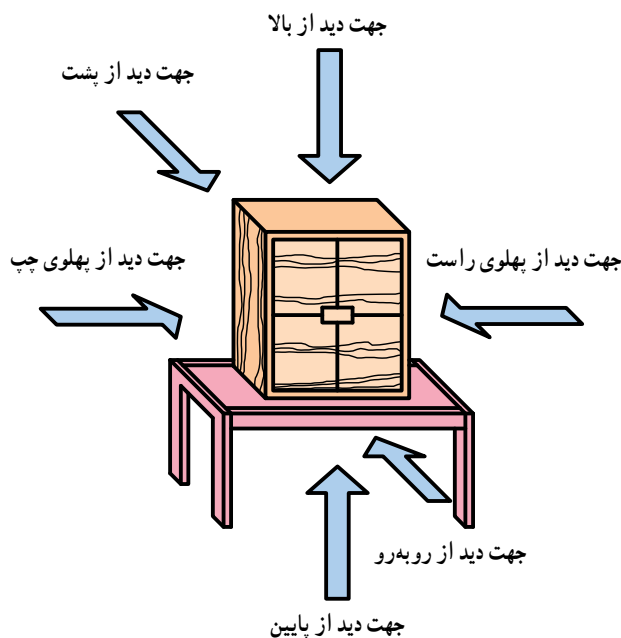 جهت دید از بالا
جهت دید از پشت
جهت دید از پهلوی چپ
جهت دید از پهلوی راست
جهت دید از روبه‌رو
جهت دید از پایین